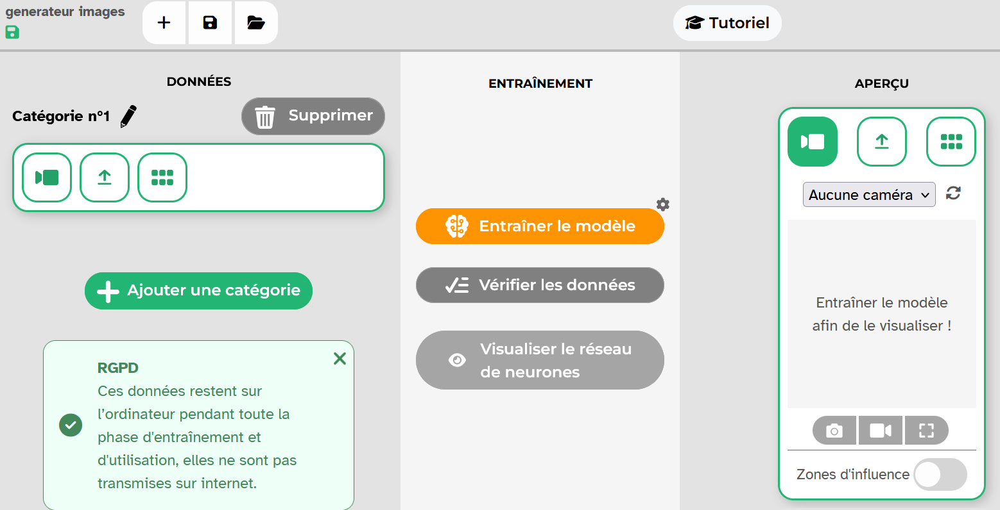 generateur images
Tutoriel
DONNÉES
Catégorie n°1
Supprimer
Ajouter une catégorie
RGPD
Ces données restent sur
l’ordinateur pendant toute la
phase d'entraînement et
d'utilisation, elles ne sont pas
transmises sur internet.
ENTRAÎNEMENT
Entraîner le modèle
Vérifier les données
Visualiser le réseau
de neurones
APERÇU
Aucune caméra
Entraîner le modèle
afin de le visualiser !
Zones d'influence